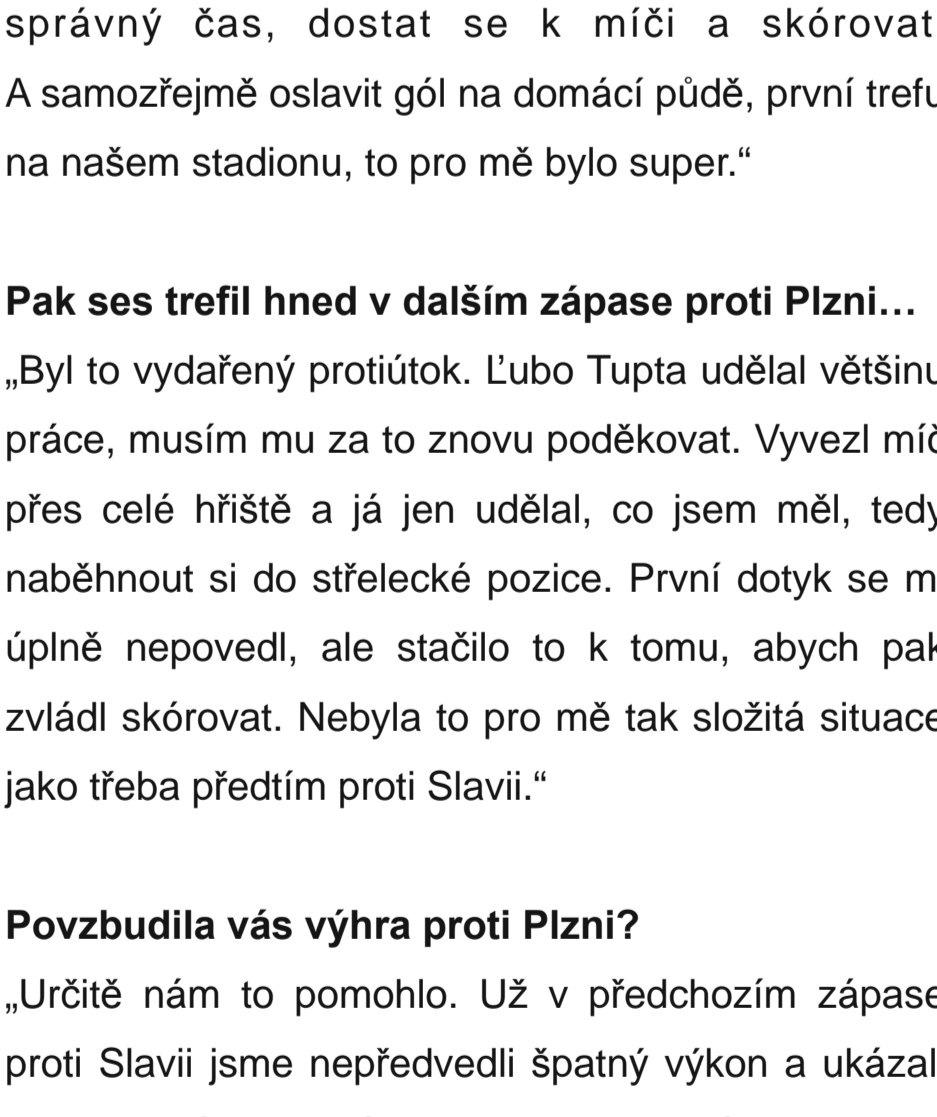 správný čas, dostat se k míči a skórovat
A samozřejmě oslavit gól na domácí půdě, první trefu
na našem stadionu, to pro mě bylo super.“
Pak ses trefil hned v dalším zápase proti Plzni…
„Byl to vydařený protiútok. Ľubo Tupta udělal většinu
práce, musím mu za to znovu poděkovat. Vyvezl míč
přes celé hřiště a já jen udělal, co jsem měl, tedy
naběhnout si do střelecké pozice. První dotyk se m
úplně nepovedl, ale stačilo to k tomu, abych pak
zvládl skórovat. Nebyla to pro mě tak složitá situace
jako třeba předtím proti Slavii.“
Povzbudila vás výhra proti Plzni?
„Určitě nám to pomohlo. Už v předchozím zápase
proti Slavii jsme nepředvedli špatný výkon a ukázal